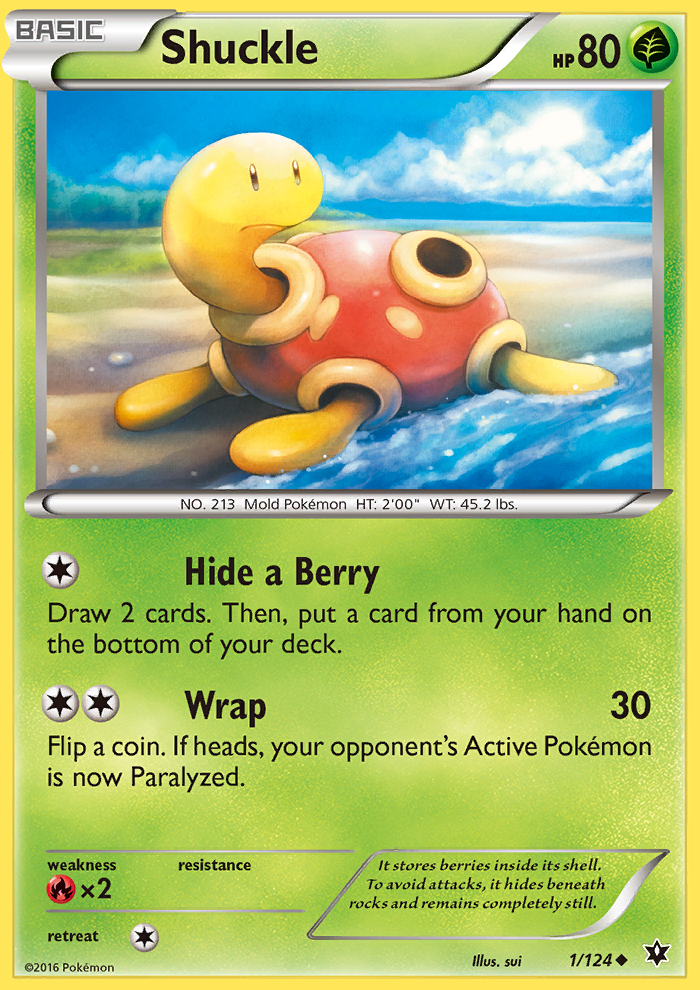 BASIC
Shuckle
HP 80
NO. 213 Mold Pokémon HT: 2'00" WT: 45.2 lbs.
Hide a Berry
Draw 2 cards. Then, put a card from your hand on
the bottom of your deck.
Wrap 30
Flip a coin. If heads, your opponent's Active Pokémon
is now Paralyzed.
weakness resistance
×2
retreat
It stores berries inside its shell.
To avoid attacks, it hides beneath
rocks and remains completely still.
©2016 Pokémon
Illus. sui 1/124